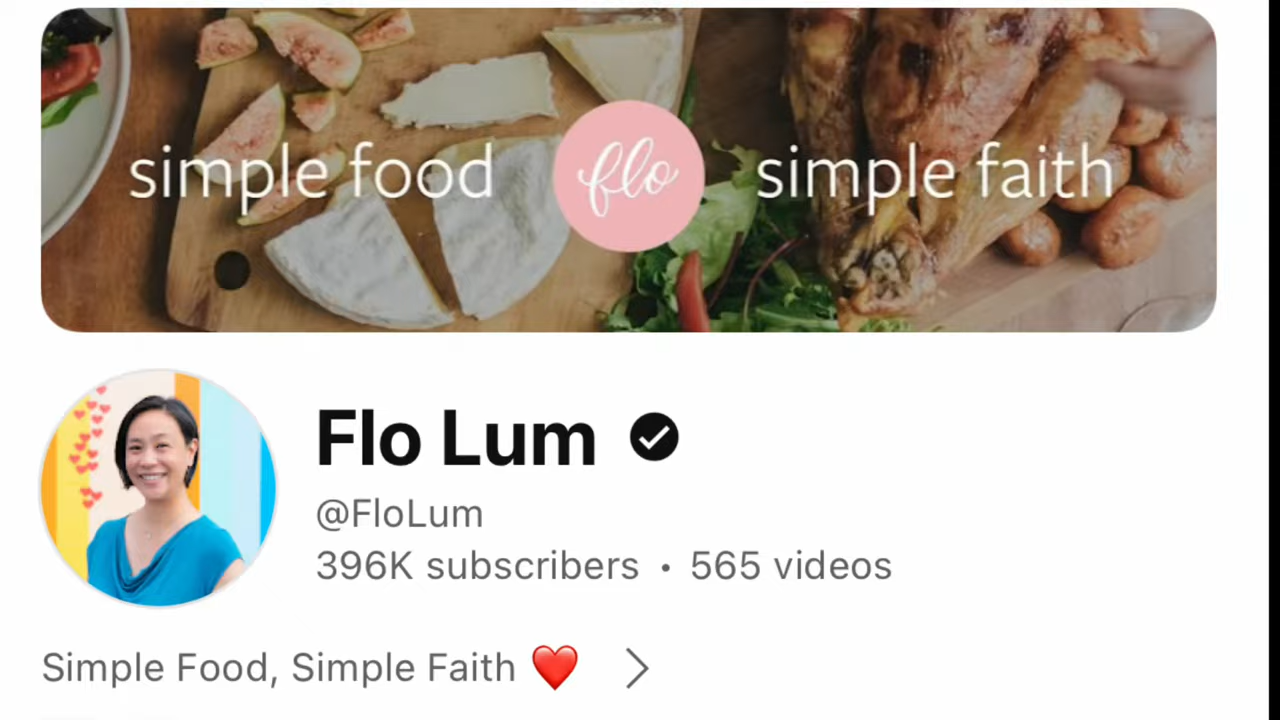 simple food flo simple faith
Flo Lum
@FloLum
396K subscribers • 565 videos
Simple Food, Simple Faith ❤️